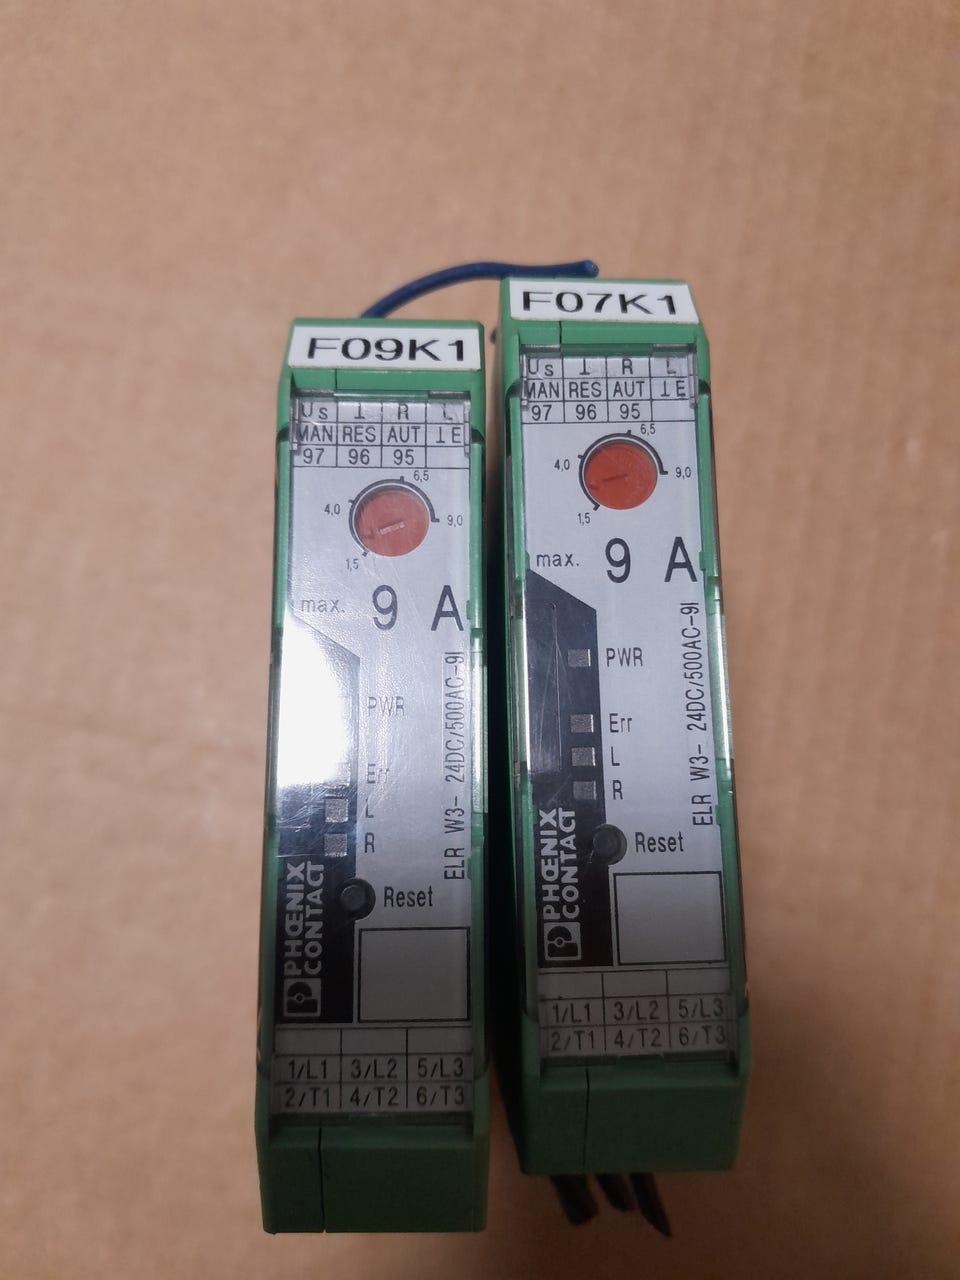 F09K1
Us ⊥ R L
MAN RES AUT ⊥E
97 96 95
6,5
4,0
9,0
1,5
max. 9 A
PWR
Err
L
R
ELR W3- 24DC/500AC-9I
Reset
PHŒNIX
CONTACT
1/L1 3/L2 5/L3
2/T1 4/T2 6/T3
F07K1
Us ⊥ R L
MAN RES AUT ⊥E
97 96 95
6,5
4,0
9,0
1,5
max. 9 A
PWR
Err
L
R
ELR W3- 24DC/500AC-9I
Reset
PHŒNIX
CONTACT
1/L1 3/L2 5/L3
2/T1 4/T2 6/T3